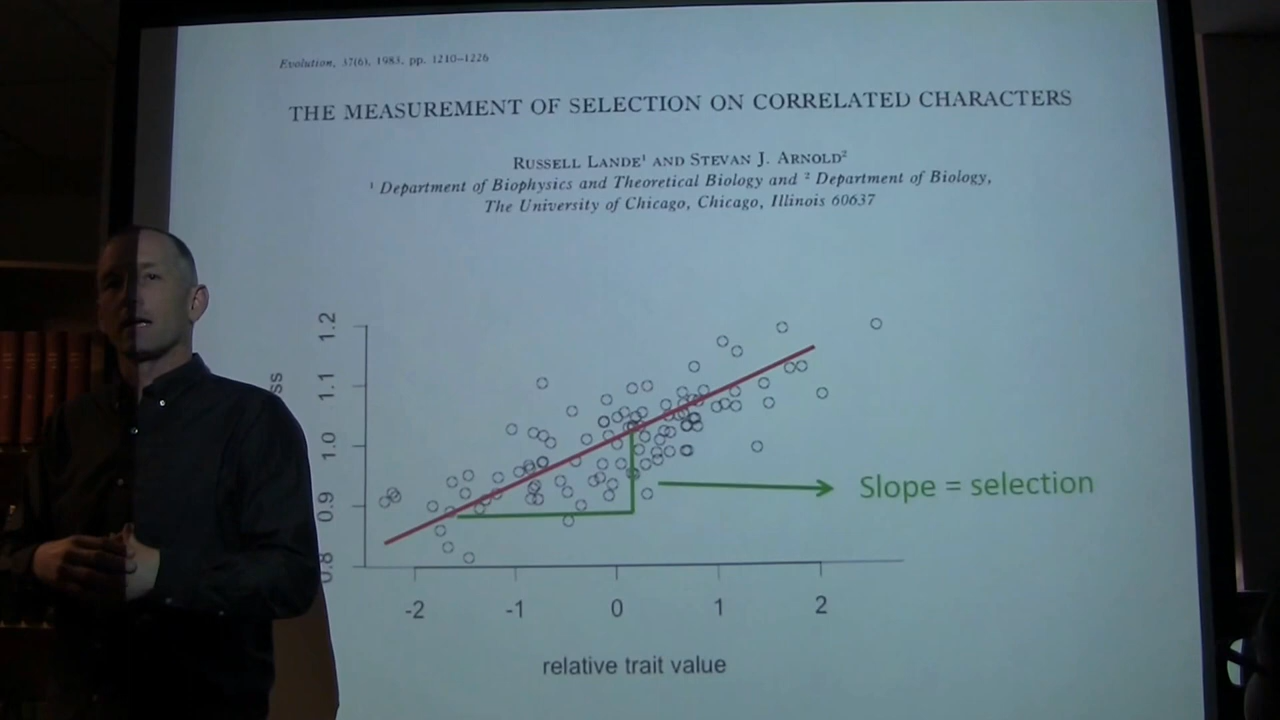 Evolution, 37(6), 1983, pp. 1210–1226
THE MEASUREMENT OF SELECTION ON CORRELATED CHARACTERS
RUSSELL LANDE¹ AND STEVAN J. ARNOLD²
¹ Department of Biophysics and Theoretical Biology and ² Department of Biology,
The University of Chicago, Chicago, Illinois 60637
1.2
1.1
1.0
0.9
0.8
ss
Slope = selection
-2 -1 0 1 2
relative trait value